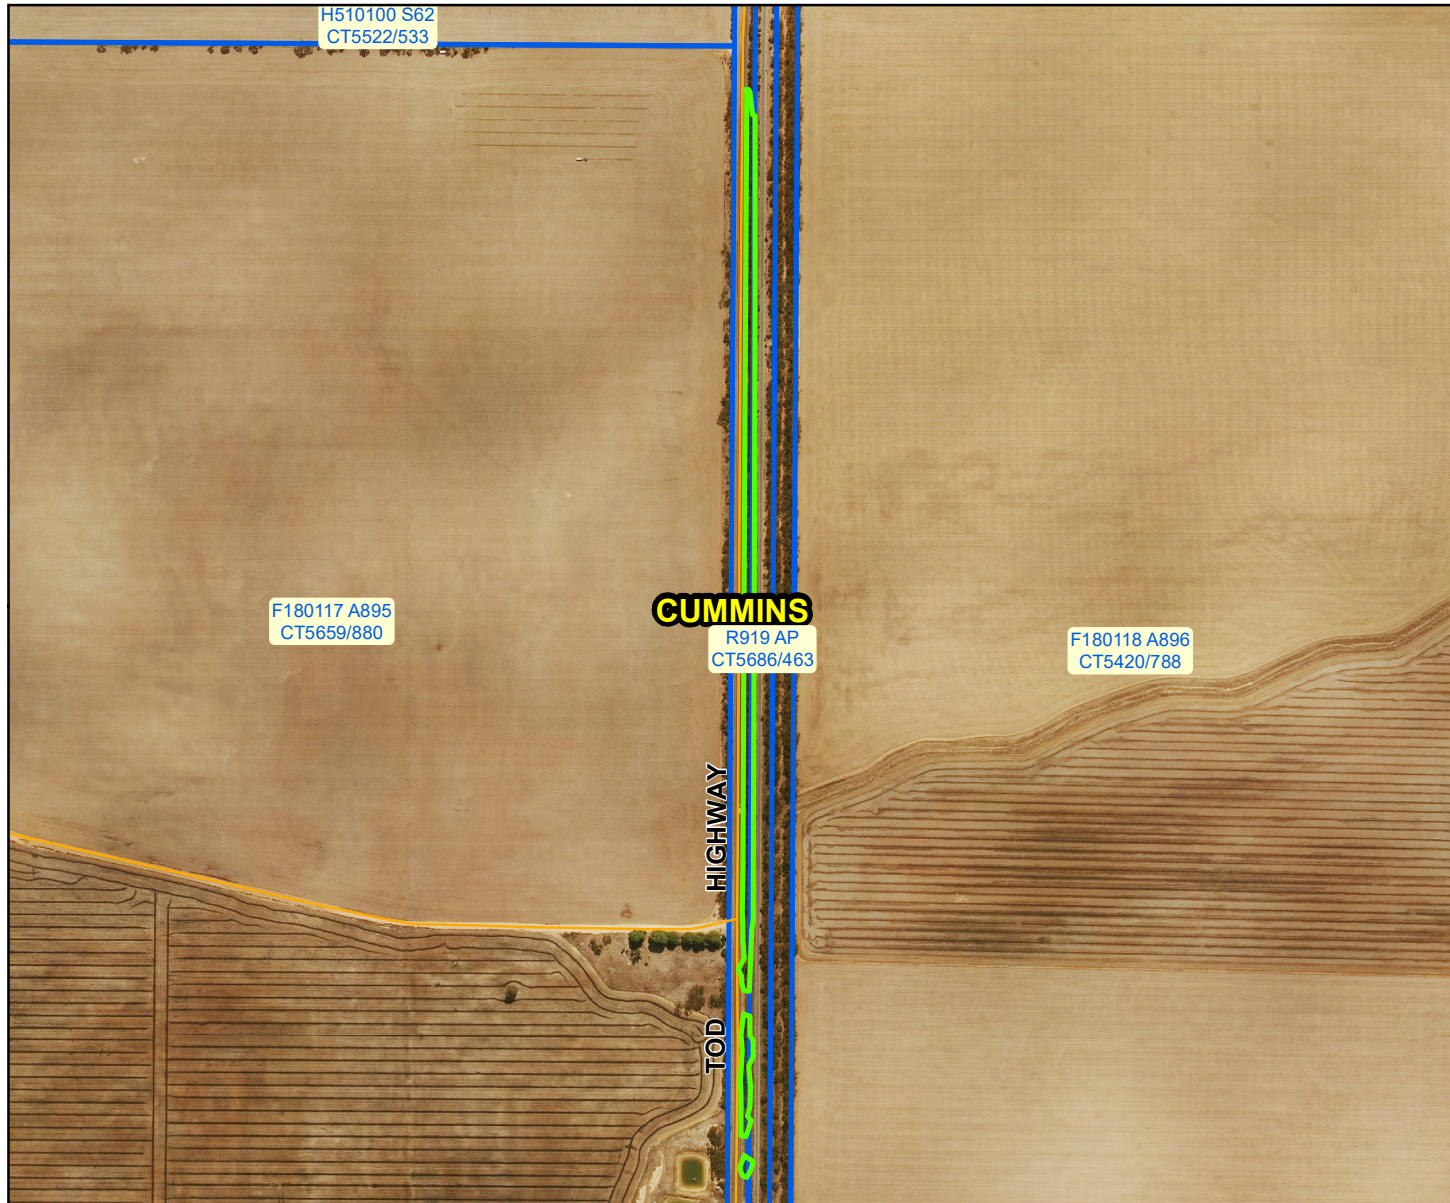 H510100 S62
CT5522/533
CUMMINS
F180117 A895
CT5659/880
R919 AP
CT5686/463
F180118 A896
CT5420/788
TOD HIGHWAY